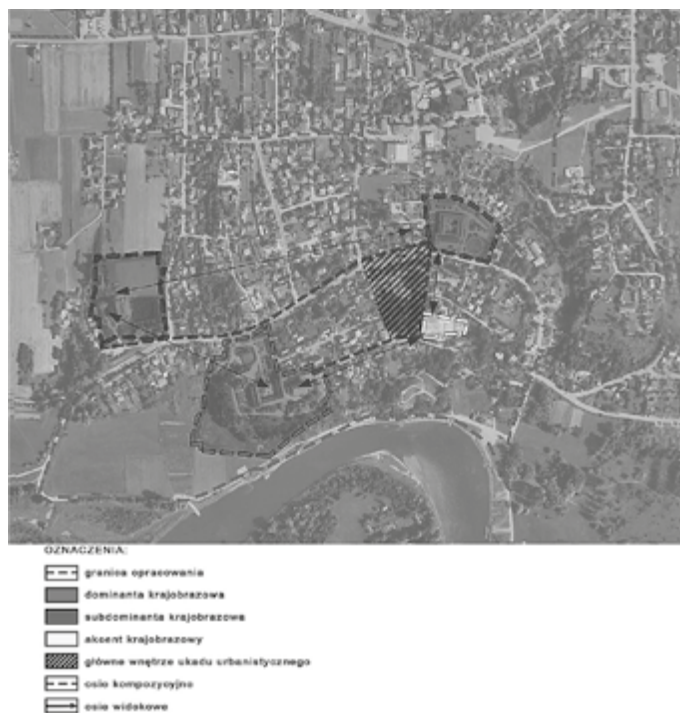 OZNACZENIA:
granica opracowania
dominanta krajobrazowa
subdominanta krajobrazowa
akcent krajobrazowy
główne wnętrze ukadu urbanistycznego
osie kompozycyjne
osie widokowe